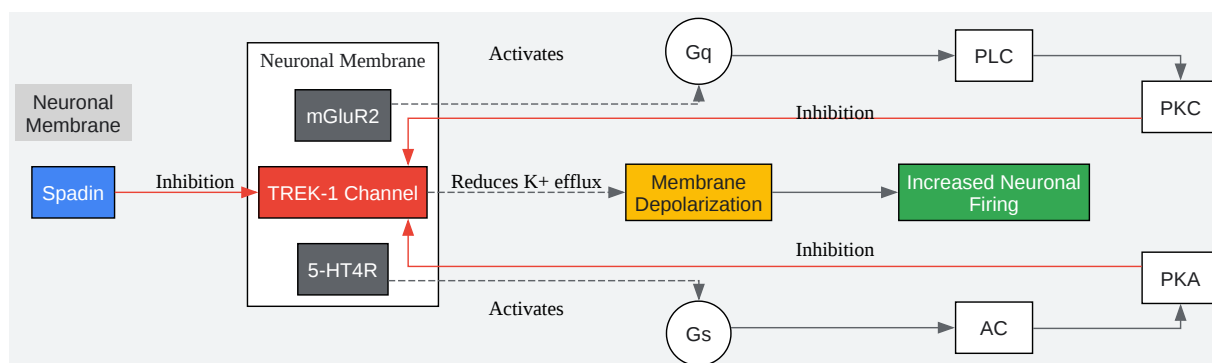 Activates
Gq
PLC
Neuronal Membrane
Neuronal
Membrane
mGluR2
PKC
Inhibition
Spadin
Inhibition
TREK-1 Channel
Reduces K+ efflux
Membrane
Depolarization
Increased Neuronal
Firing
5-HT4R
Inhibition
PKA
Activates
Gs
AC